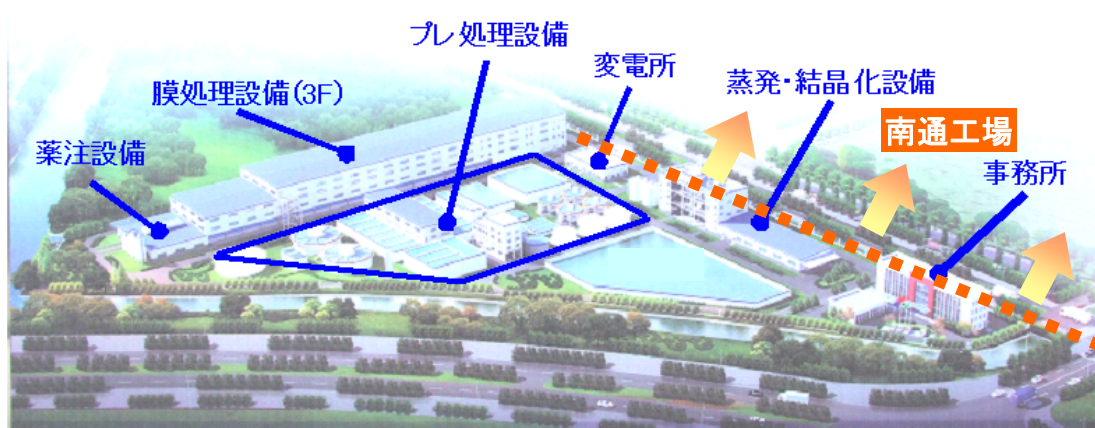 プレ処理設備
変電所
膜処理設備(3F)
蒸発・結晶化設備
南通工場
薬注設備
事務所